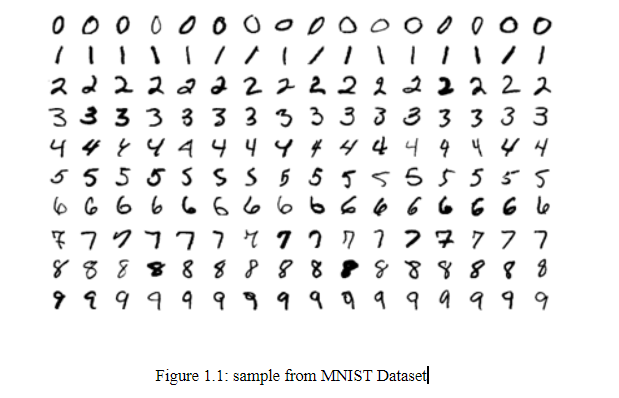 0 0 0 0 0 0 0 0 0 0 0 0 0 0 0 0
1 1 1 1 1 1 1 1 1 1 1 1 1 1 1 1
2 2 2 2 2 2 2 2 2 2 2 2 2 2 2 2
3 3 3 3 3 3 3 3 3 3 3 3 3 3 3 3
4 4 4 4 4 4 4 4 4 4 4 4 4 4 4 4
5 5 5 5 5 5 5 5 5 5 5 5 5 5 5 5
6 6 6 6 6 6 6 6 6 6 6 6 6 6 6 6
7 7 7 7 7 7 7 7 7 7 7 7 7 7 7 7
8 8 8 8 8 8 8 8 8 8 8 8 8 8 8 8
9 9 9 9 9 9 9 9 9 9 9 9 9 9 9 9
Figure 1.1: sample from MNIST Dataset